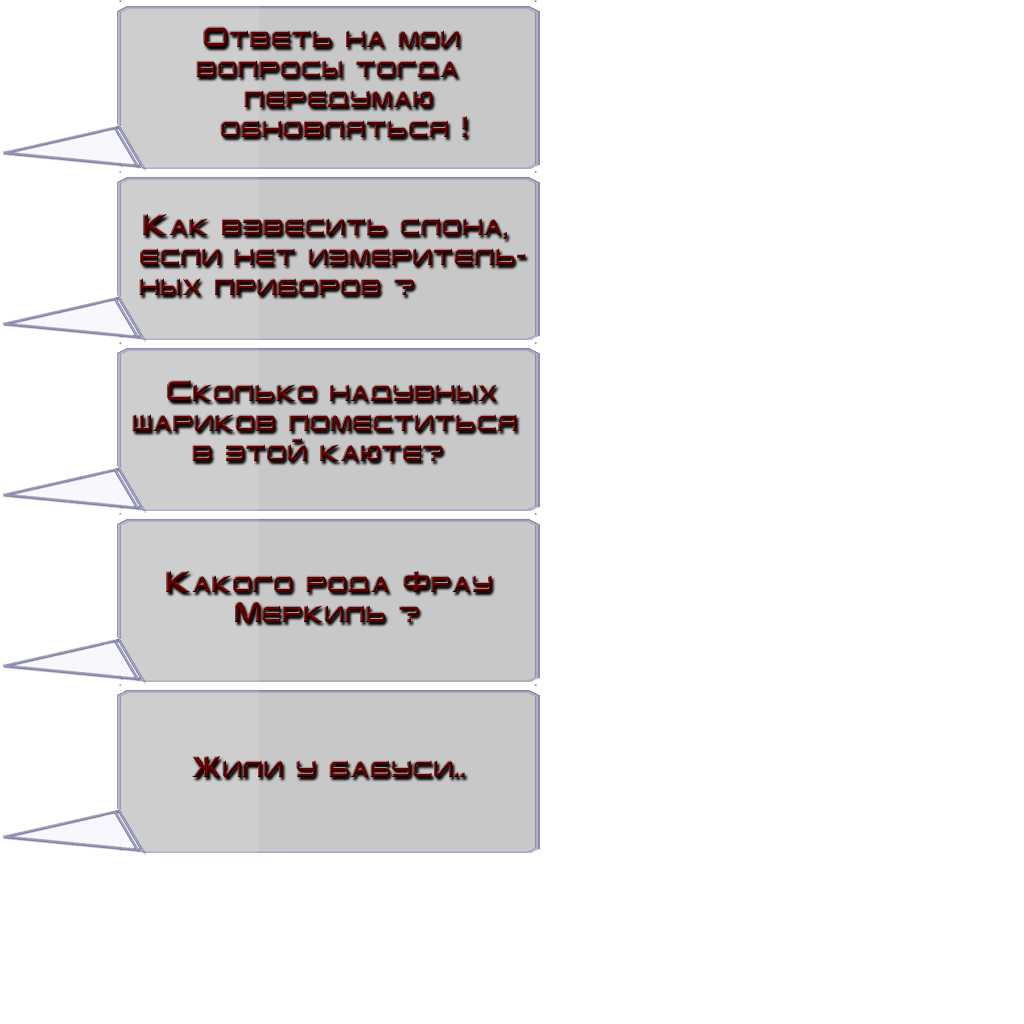 Ответь на мои
вопросы тогда
передумаю
обновляться !
Как взвесить слона,
если нет измеритель-
ных приборов ?
Сколько надувных
шариков поместиться
в этой каюте?
Какого рода Фрау
Меркиль ?
Жили у бабуси..